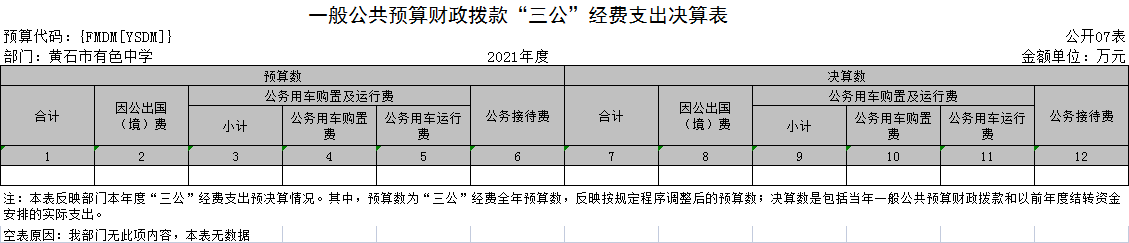 一般公共预算财政拨款“三公”经费支出决算表
预算代码：{FMDM[YSDM]} 公开07表
部门：黄石市有色中学 2021年度 金额单位：万元
预算数 决算数
合计 因公出国（境）费 公务用车购置及运行费 公务接待费 合计 因公出国（境）费 公务用车购置及运行费 公务接待费
小计 公务用车购置费 公务用车运行费 小计 公务用车购置费 公务用车运行费
1 2 3 4 5 6 7 8 9 10 11 12
注：本表反映部门本年度“三公”经费支出预决算情况。其中，预算数为“三公”经费全年预算数，反映按规定程序调整后的预算数；决算数是包括当年一般公共预算财政拨款和以前年度结转资金
安排的实际支出。
空表原因：我部门无此项内容，本表无数据